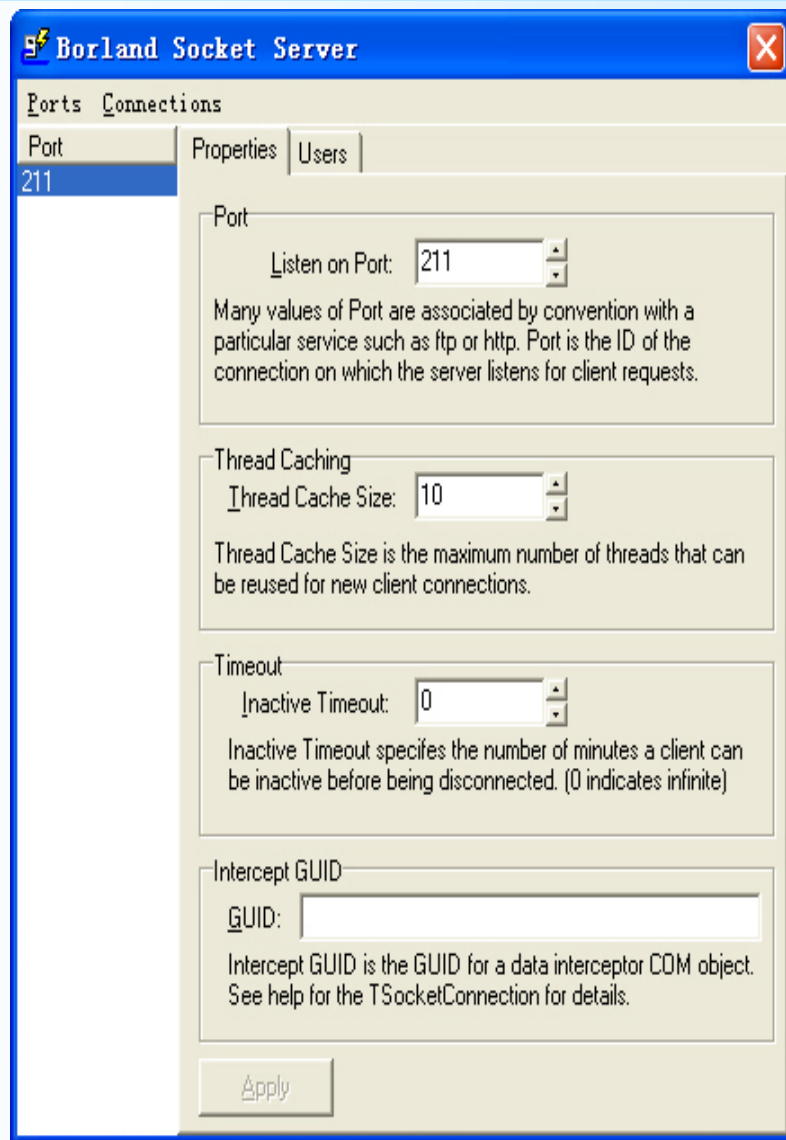 Borland Socket Server
Ports Connections
Port
211
Properties
Users
Port
Listen on Port: 211
Many values of Port are associated by convention with a
particular service such as ftp or http. Port is the ID of the
connection on which the server listens for client requests.
Thread Caching
Thread Cache Size: 10
Thread Cache Size is the maximum number of threads that can
be reused for new client connections.
Timeout
Inactive Timeout: 0
Inactive Timeout specifes the number of minutes a client can
be inactive before being disconnected. (0 indicates infinite)
Intercept GUID
GUID:
Intercept GUID is the GUID for a data interceptor COM object.
See help for the TSocketConnection for details.
Apply